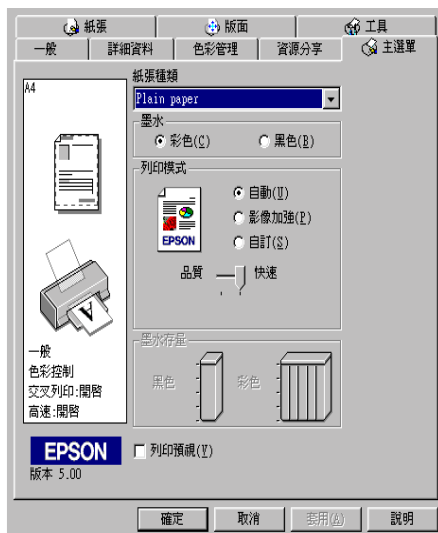 紙張 版面 工具
一般 詳細資料 色彩管理 資源分享 主選單
A4
紙張種類
Plain paper
墨水
彩色(C) 黑色(B)
列印模式
自動(U)
影像加強(P)
EPSON
自訂(S)
品質 快速
A
一般
色彩控制
交叉列印:開啓
高速:開啓
墨水存量
黑色 彩色
EPSON
版本 5.00
列印預視(V)
確定 取消 套用(A) 説明